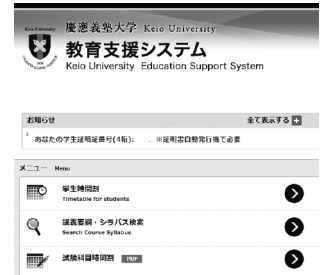 慶應義塾大学 Keio University
教育支援システム
Keio University Education Support System
お知らせ 全て表示する
あなたの学生証暗証番号(4桁): . ※証明書自動発行機で必要
メニュー Menu
学生時間割
Timetable for students
講義要綱・シラバス検索
Search Course Syllabus
試験科目時間割 PDF